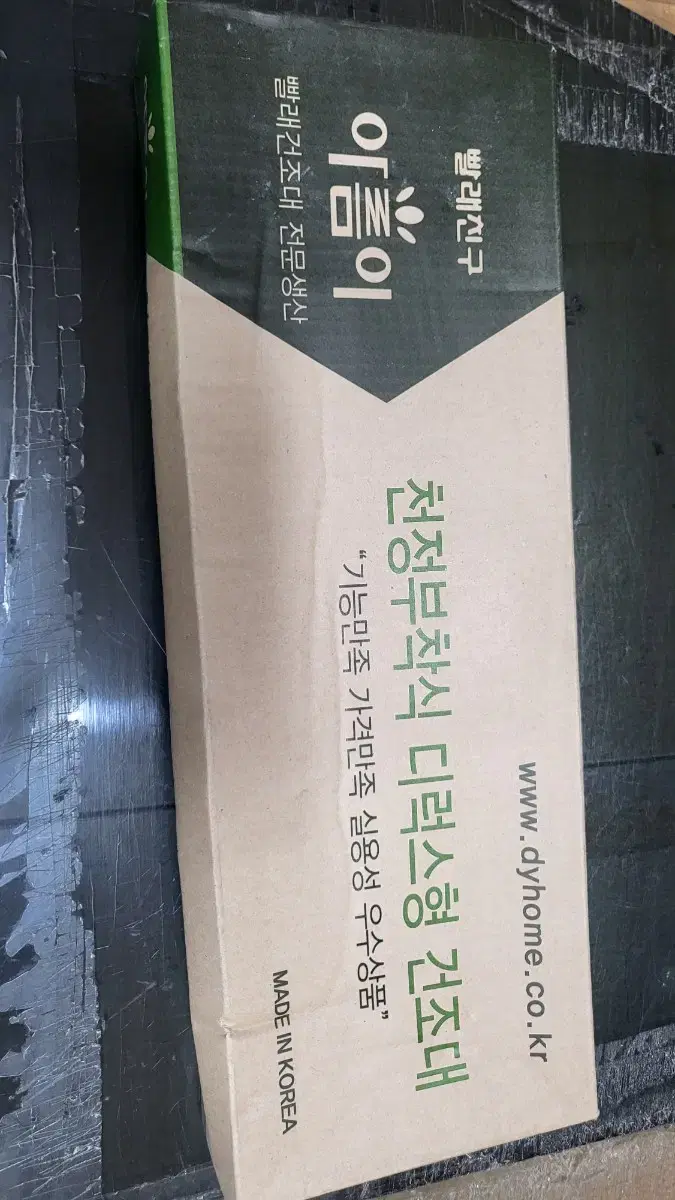 빨래친구
이롭이
빨래건조대 전문생산
www.dyhome.co.kr
천정부착식 디럭스형 건조대
“기능만족 가격만족 실용성 우수상품”
MADE IN KOREA